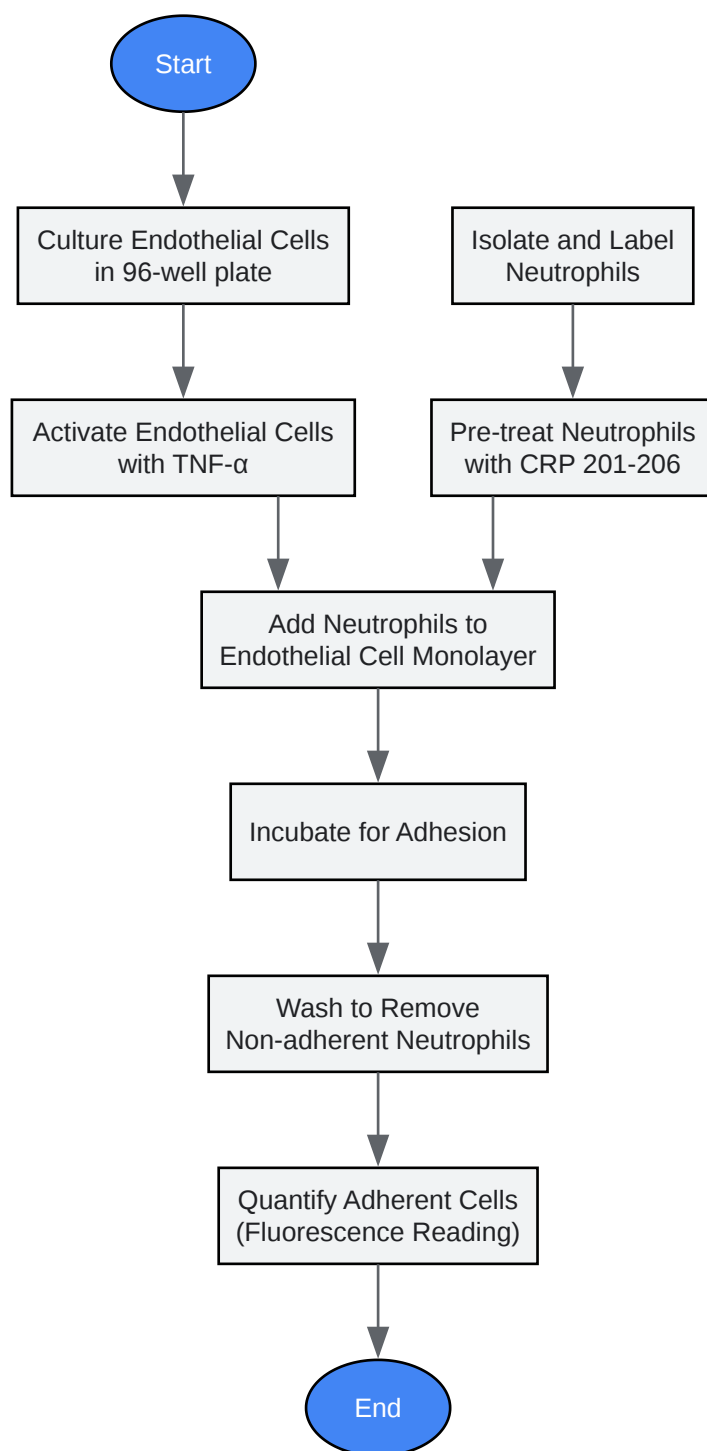 Start
Culture Endothelial Cells
in 96-well plate
Isolate and Label
Neutrophils
Activate Endothelial Cells
with TNF-α
Pre-treat Neutrophils
with CRP 201-206
Add Neutrophils to
Endothelial Cell Monolayer
Incubate for Adhesion
Wash to Remove
Non-adherent Neutrophils
Quantify Adherent Cells
(Fluorescence Reading)
End